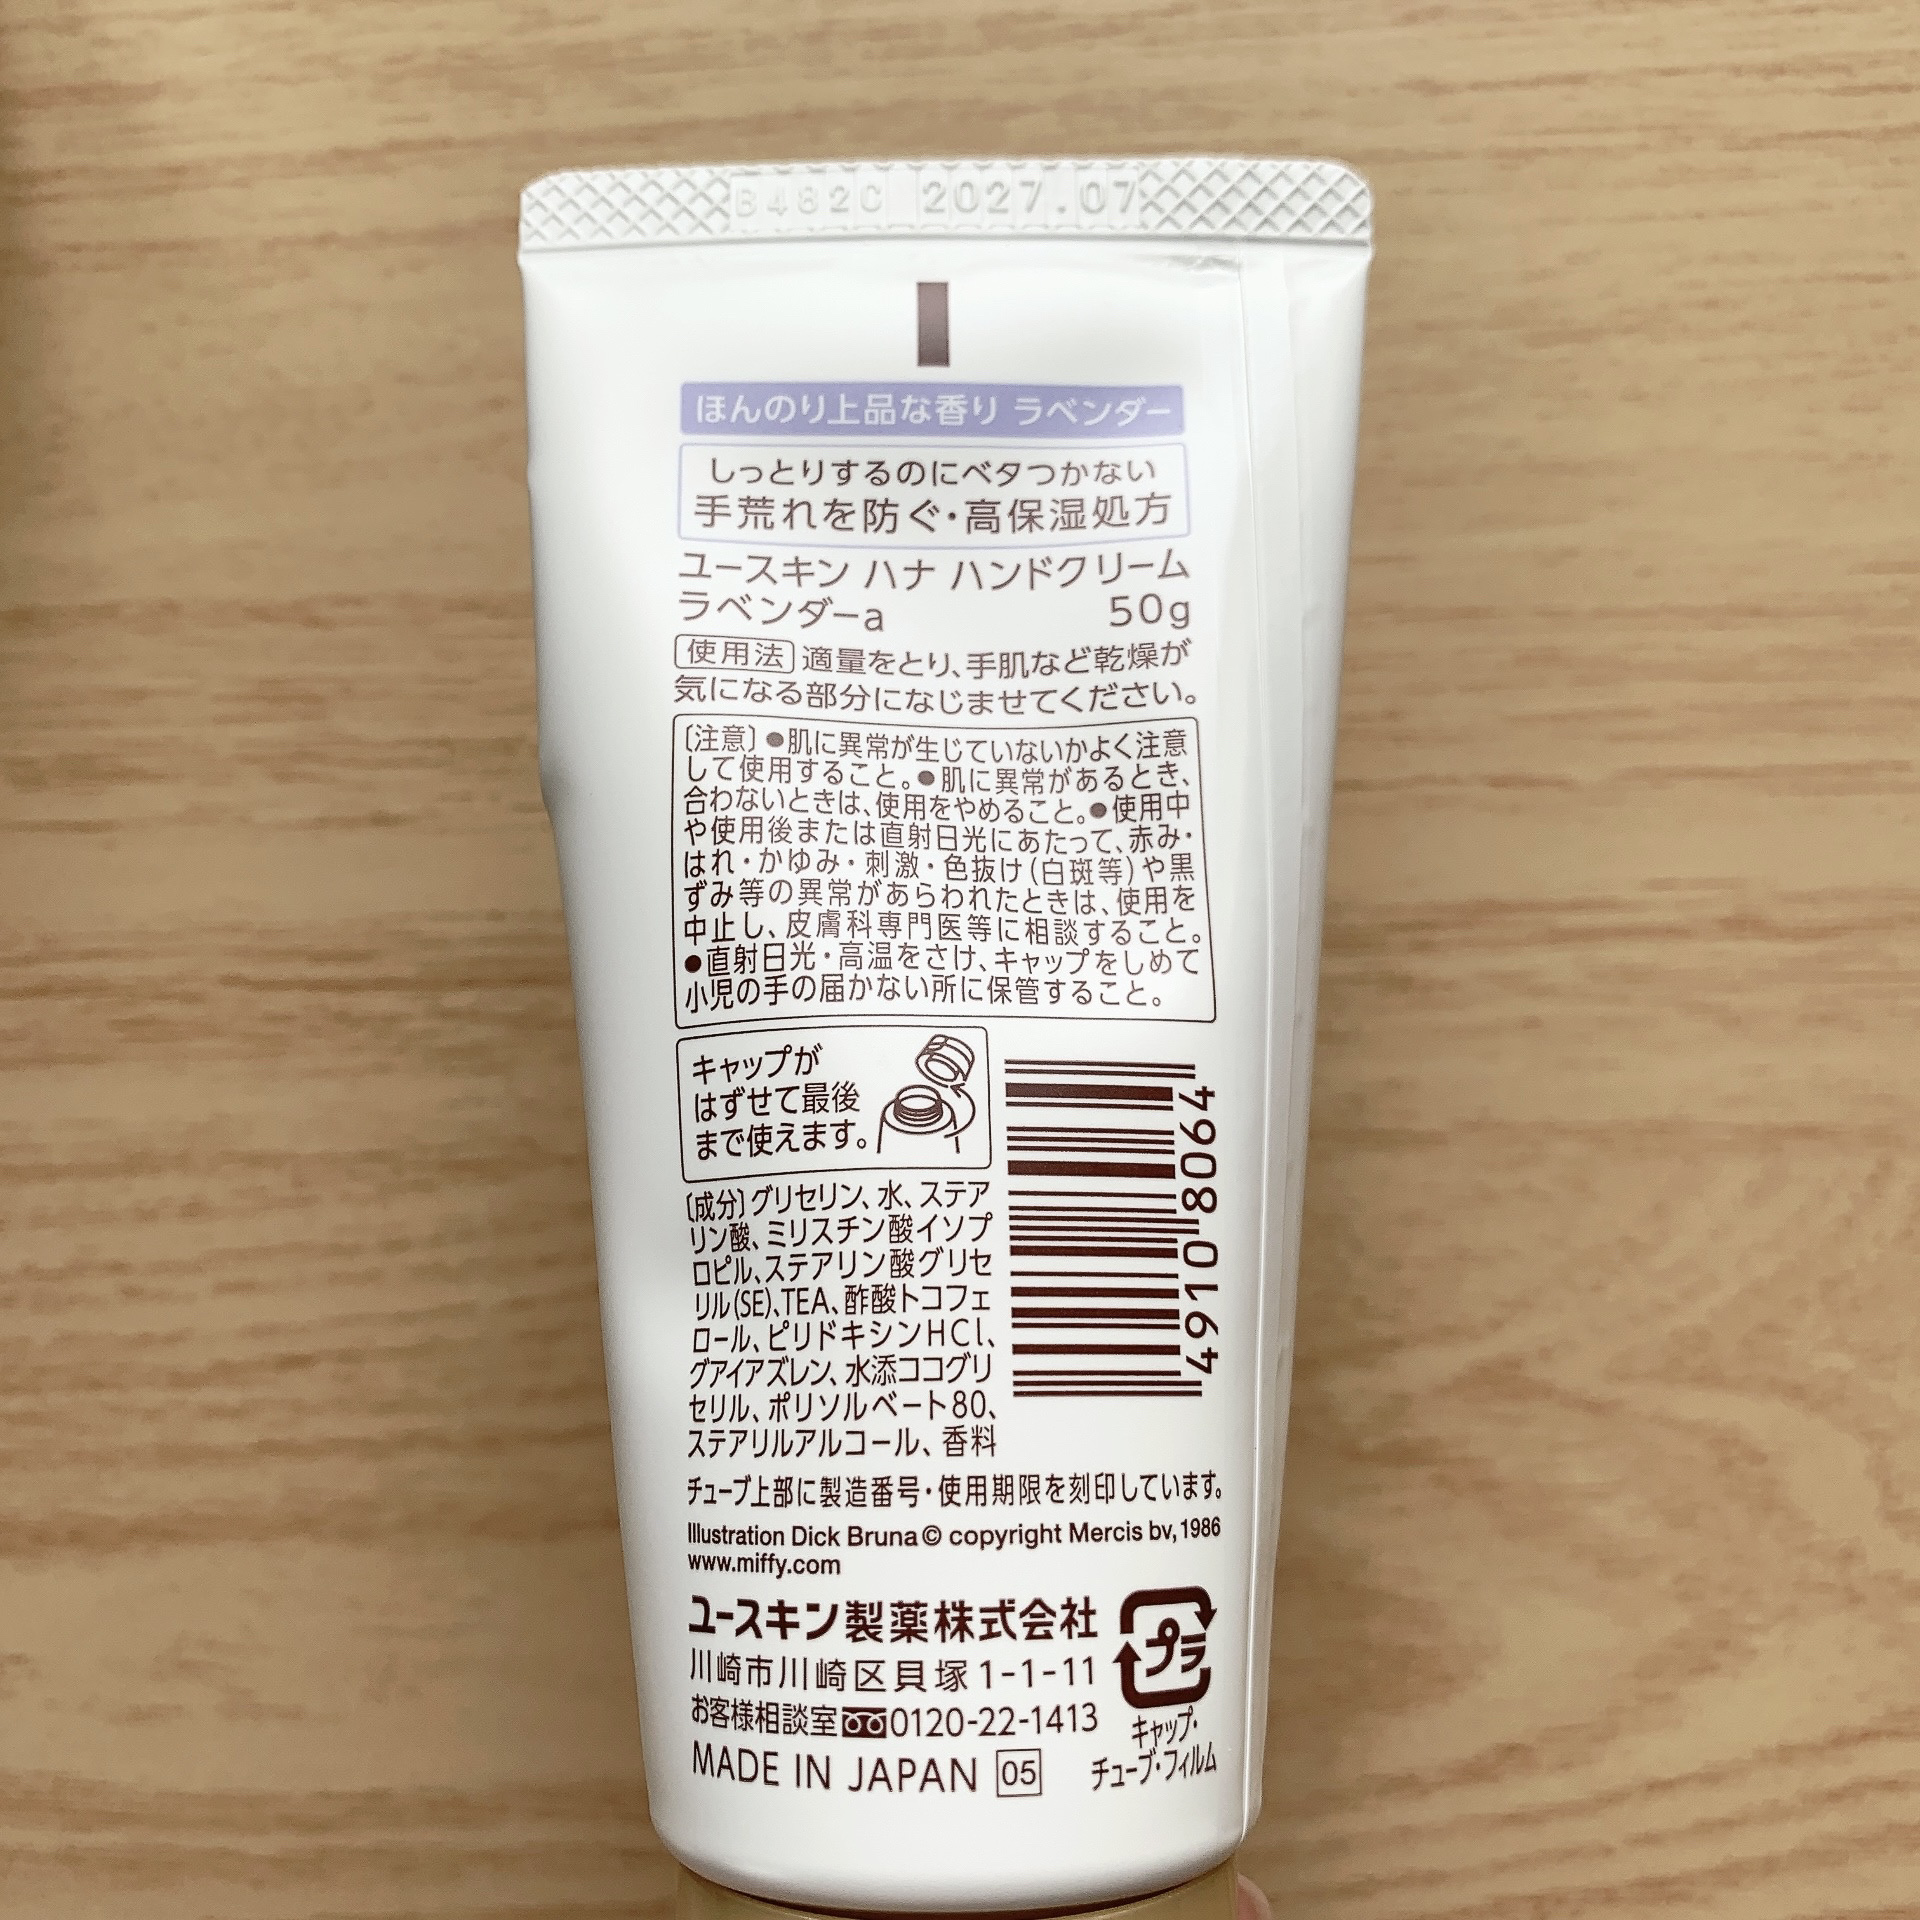 B482C 2027.07
ほんのり上品な香り ラベンダー
しっとりするのにベタつかない
手荒れを防ぐ・高保湿処方
ユースキン ハナ ハンドクリーム
ラベンダーa 50g
使用法 適量をとり、手肌など乾燥が
気になる部分になじませてください。
〔注意〕●肌に異常が生じていないかよく注意
して使用すること。●肌に異常があるとき、
合わないときは、使用をやめること。●使用中
や使用後または直射日光にあたって、赤み・
はれ・かゆみ・刺激・色抜け(白斑等)や黒
ずみ等の異常があらわれたときは、使用を
中止し、皮膚科専門医等に相談すること。
●直射日光・高温をさけ、キャップをしめて
小児の手の届かない所に保管すること。
キャップが
はずせて最後
まで使えます。
〔成分〕グリセリン、水、ステア
リン酸、ミリスチン酸イソプ
ロピル、ステアリン酸グリセ
リル(SE)、TEA、酢酸トコフェ
ロール、ピリドキシンHCl、
グアイアズレン、水添ココグリ
セリル、ポリソルベート80、
ステアリルアルコール、香料
49080164
チューブ上部に製造番号・使用期限を刻印しています。
Illustration Dick Bruna © copyright Mercis bv, 1986
www.miffy.com
ユースキン製薬株式会社
川崎市川崎区貝塚1-1-11
お客様相談室 0120-22-1413
MADE IN JAPAN 05
プラ
キャップ・
チューブ・フィルム